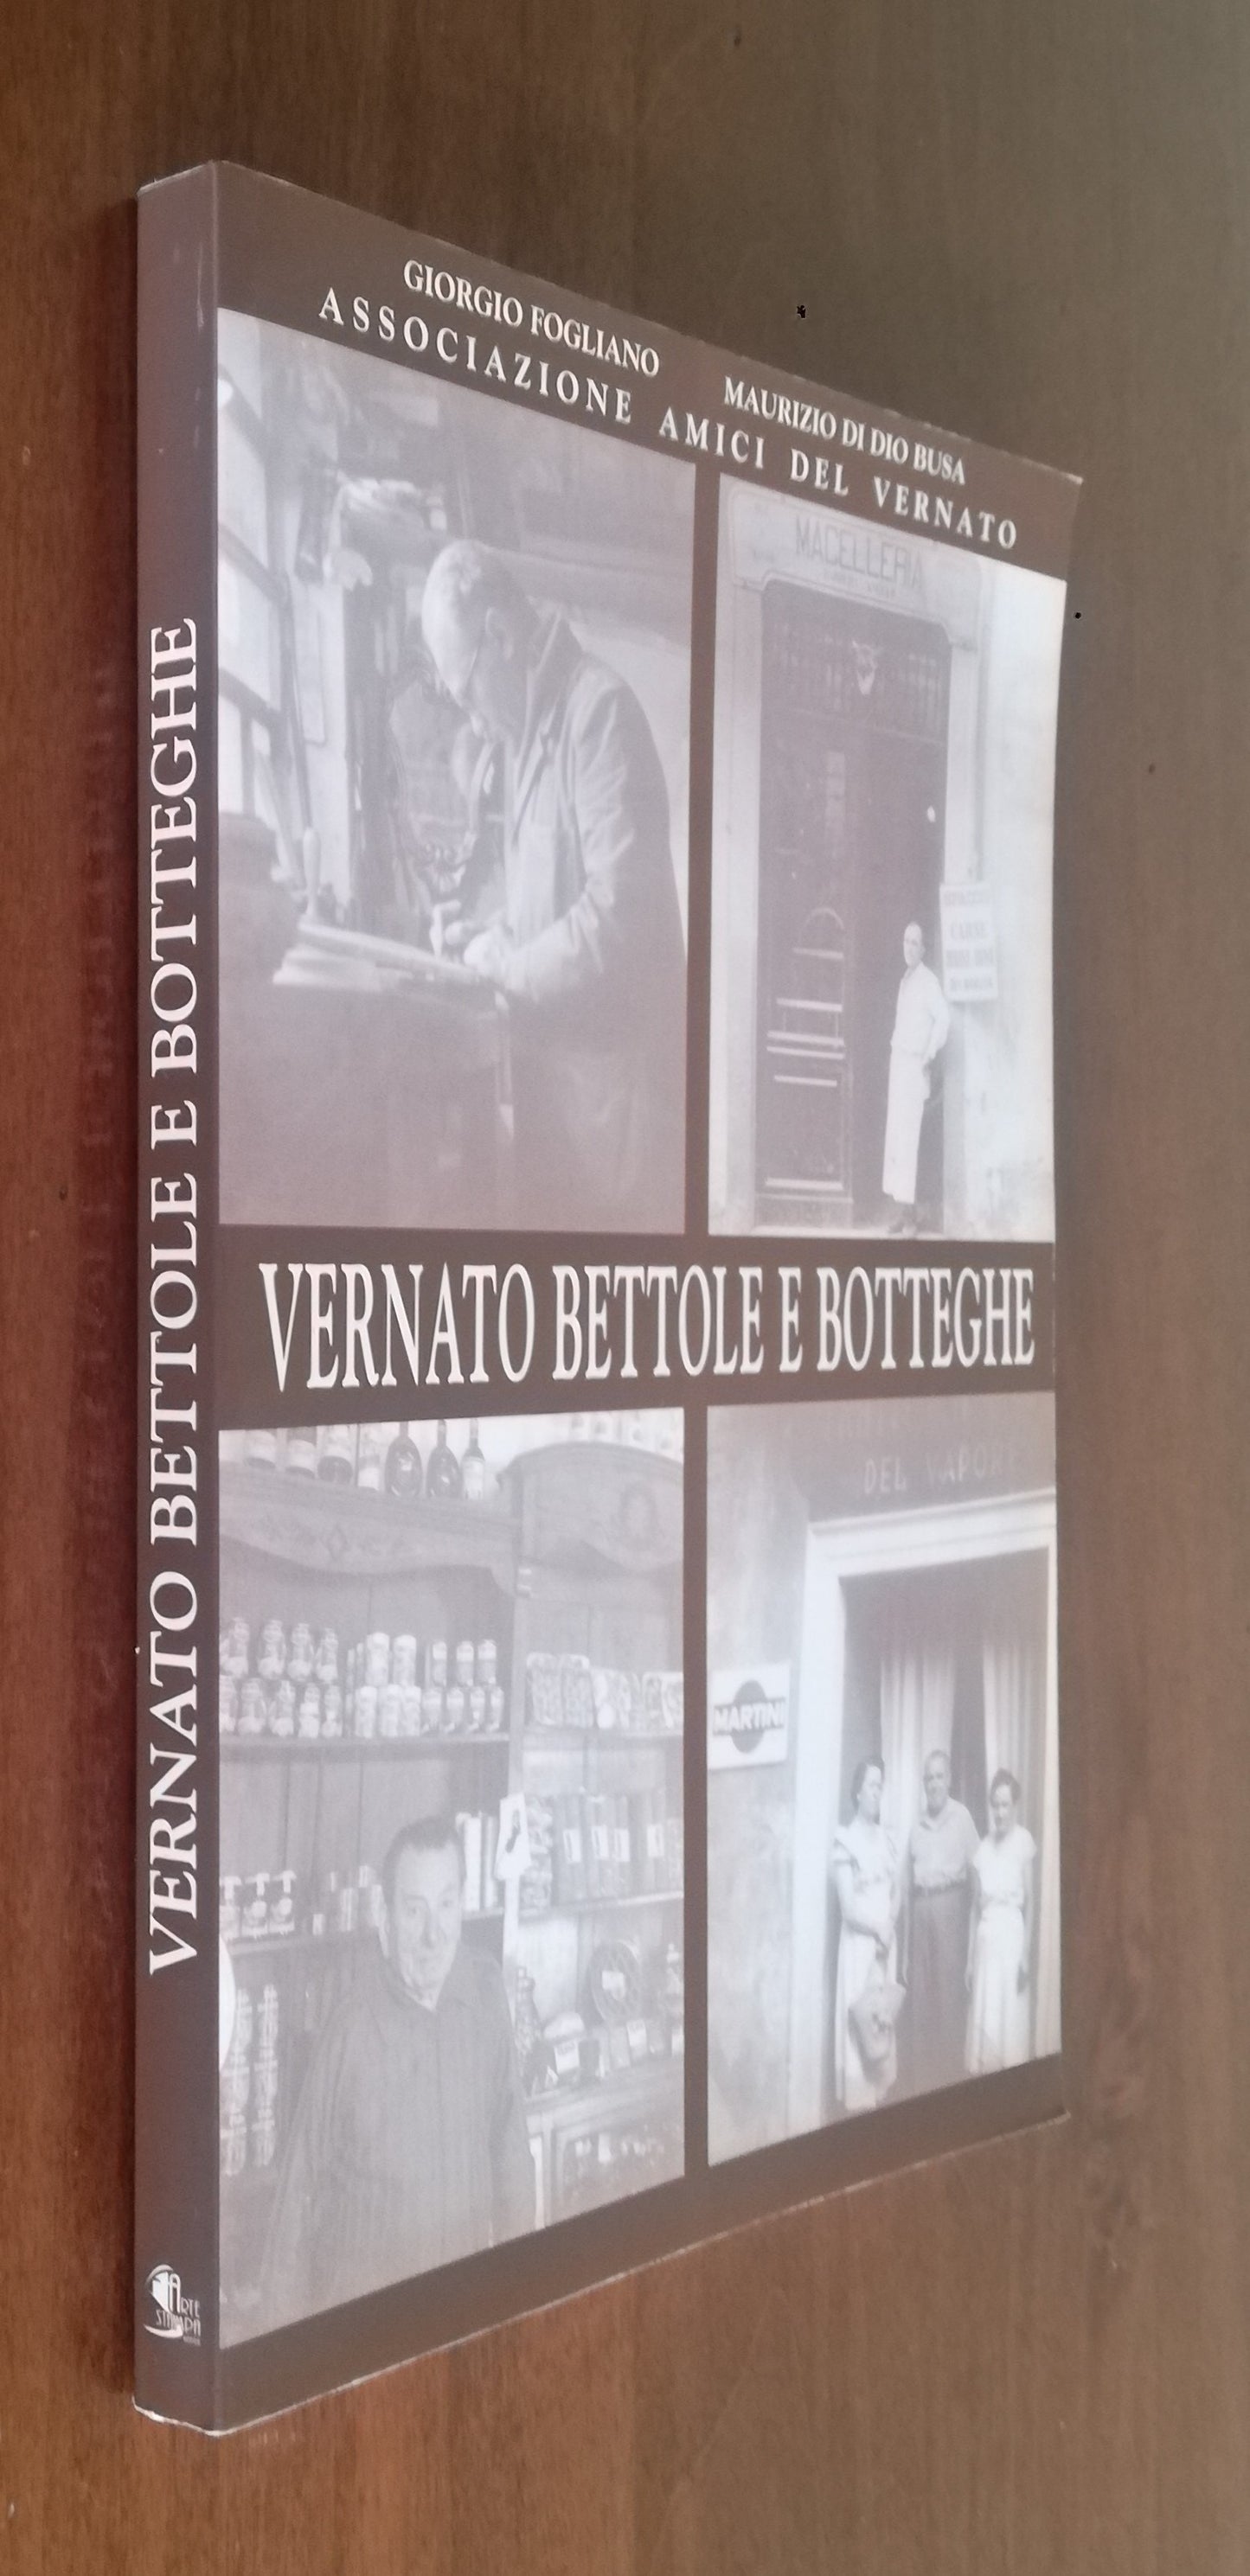 GIORGIO FOGLIANO MAURIZIO DI DIO BUSA
ASSOCIAZIONE AMICI DEL VERNATO
MACELLERIA
CARNE
VERNATO BETTOLE E BOTTEGHE
DEL VAPORE
MARTINI
VERNATO BETTOLE E BOTTEGHE
ARTE
STAMPA